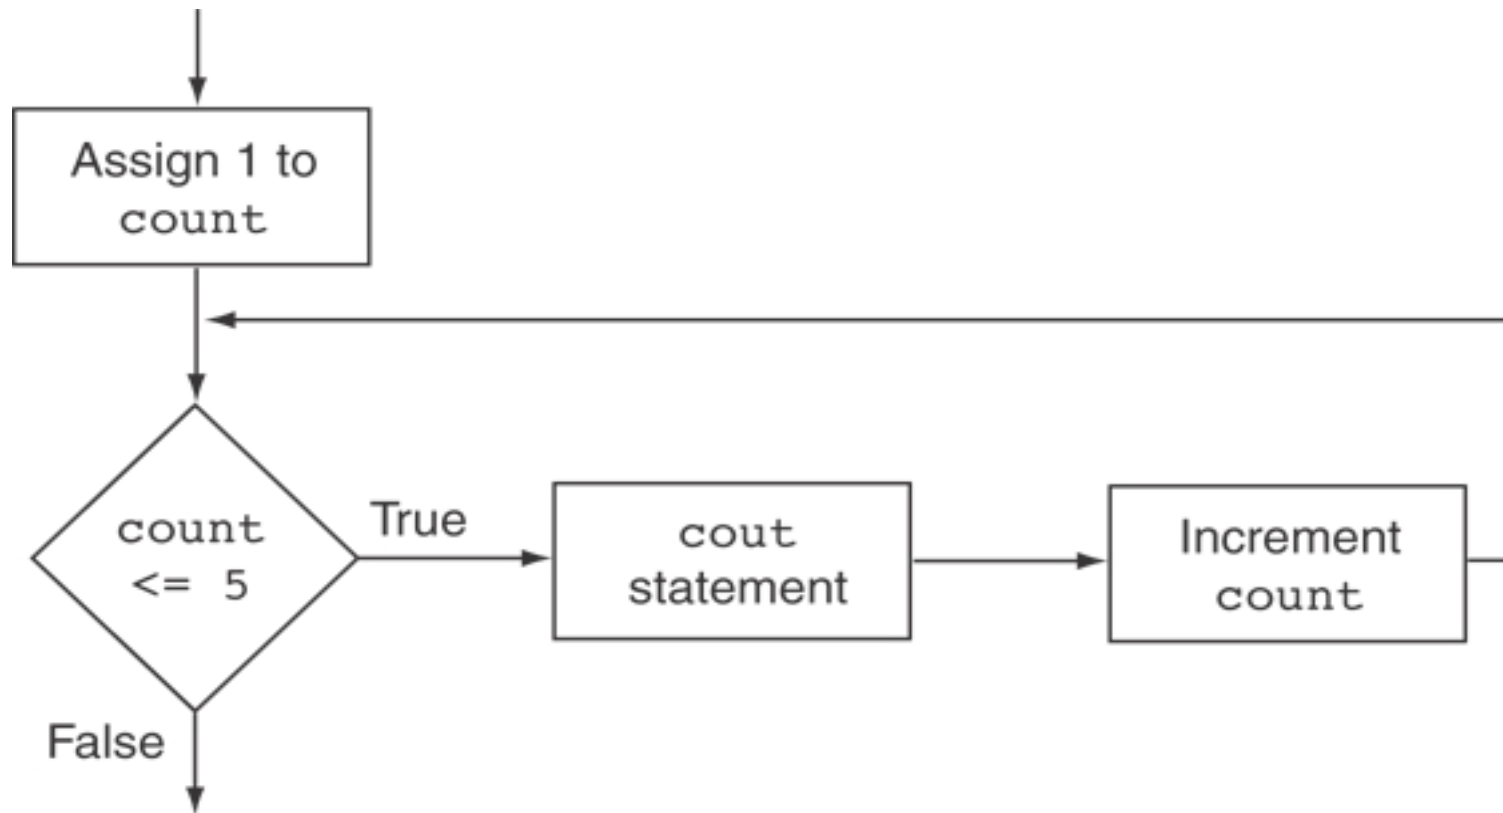 Assign 1 to
count
count
<= 5
True
cout
statement
Increment
count
False